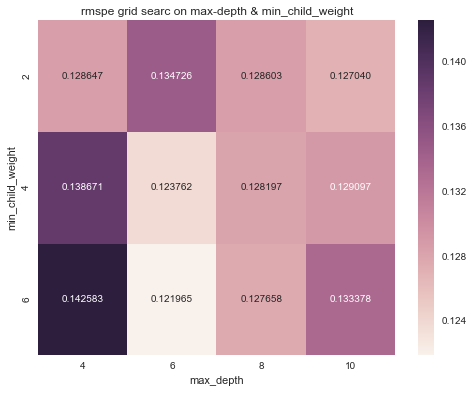 rmspe grid searc on max-depth & min_child_weight
min_child_weight
2
0.128647 0.134726 0.128603 0.127040
4
0.138671 0.123762 0.128197 0.129097
6
0.142583 0.121965 0.127658 0.133378
4 6 8 10
max_depth
0.140
0.136
0.132
0.128
0.124